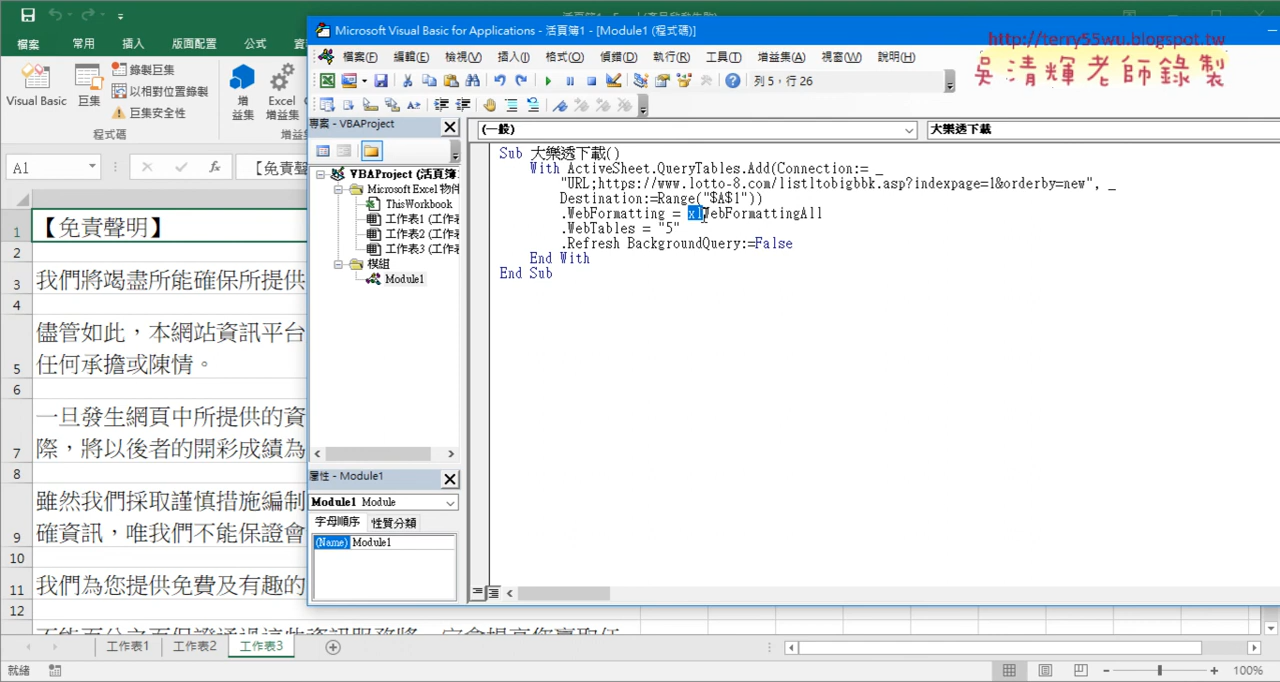 檔案 常用 插入 版面配置 公式
Visual Basic 巨集 錄製巨集 以相對位置錄製 巨集安全性
程式碼
增益集 Excel 增益集
A1
【免責聲明】
我們將竭盡所能確保所提供
儘管如此，本網站資訊平台
任何承擔或陳情。
一旦發生網頁中所提供的資
際，將以後者的開彩成績為
雖然我們採取謹慎措施編制
確資訊，唯我們不能保證會
我們為您提供免費及有趣的
1
2
3
4
5
6
7
8
9
10
11
12
工作表1 工作表2 工作表3
就緒
100%
Microsoft Visual Basic for Applications - 活頁簿1 - [Module1 (程式碼)]
檔案(F) 編輯(E) 檢視(V) 插入(I) 格式(O) 偵錯(D) 執行(R) 工具(T) 增益集(A) 視窗(W) 說明(H)
列 5，行 26
http://terry55wu.blogspot.tw
吳清輝老師錄製
專案 - VBAProject
VBAProject (活頁簿
Microsoft Excel 物件
ThisWorkbook
工作表1 (工作表
工作表2 (工作表
工作表3 (工作表
模組
Module1
屬性 - Module1
Module1 Module
字母順序 性質分類
(Name) Module1
(一般) 大樂透下載
Sub 大樂透下載()
With ActiveSheet.QueryTables.Add(Connection:= _
"URL;https://www.lotto-8.com/listltobigbbk.asp?indexpage=1&orderby=new", _
Destination:=Range("$A$1"))
.WebFormatting = xlWebFormattingAll
.WebTables = "5"
.Refresh BackgroundQuery:=False
End With
End Sub